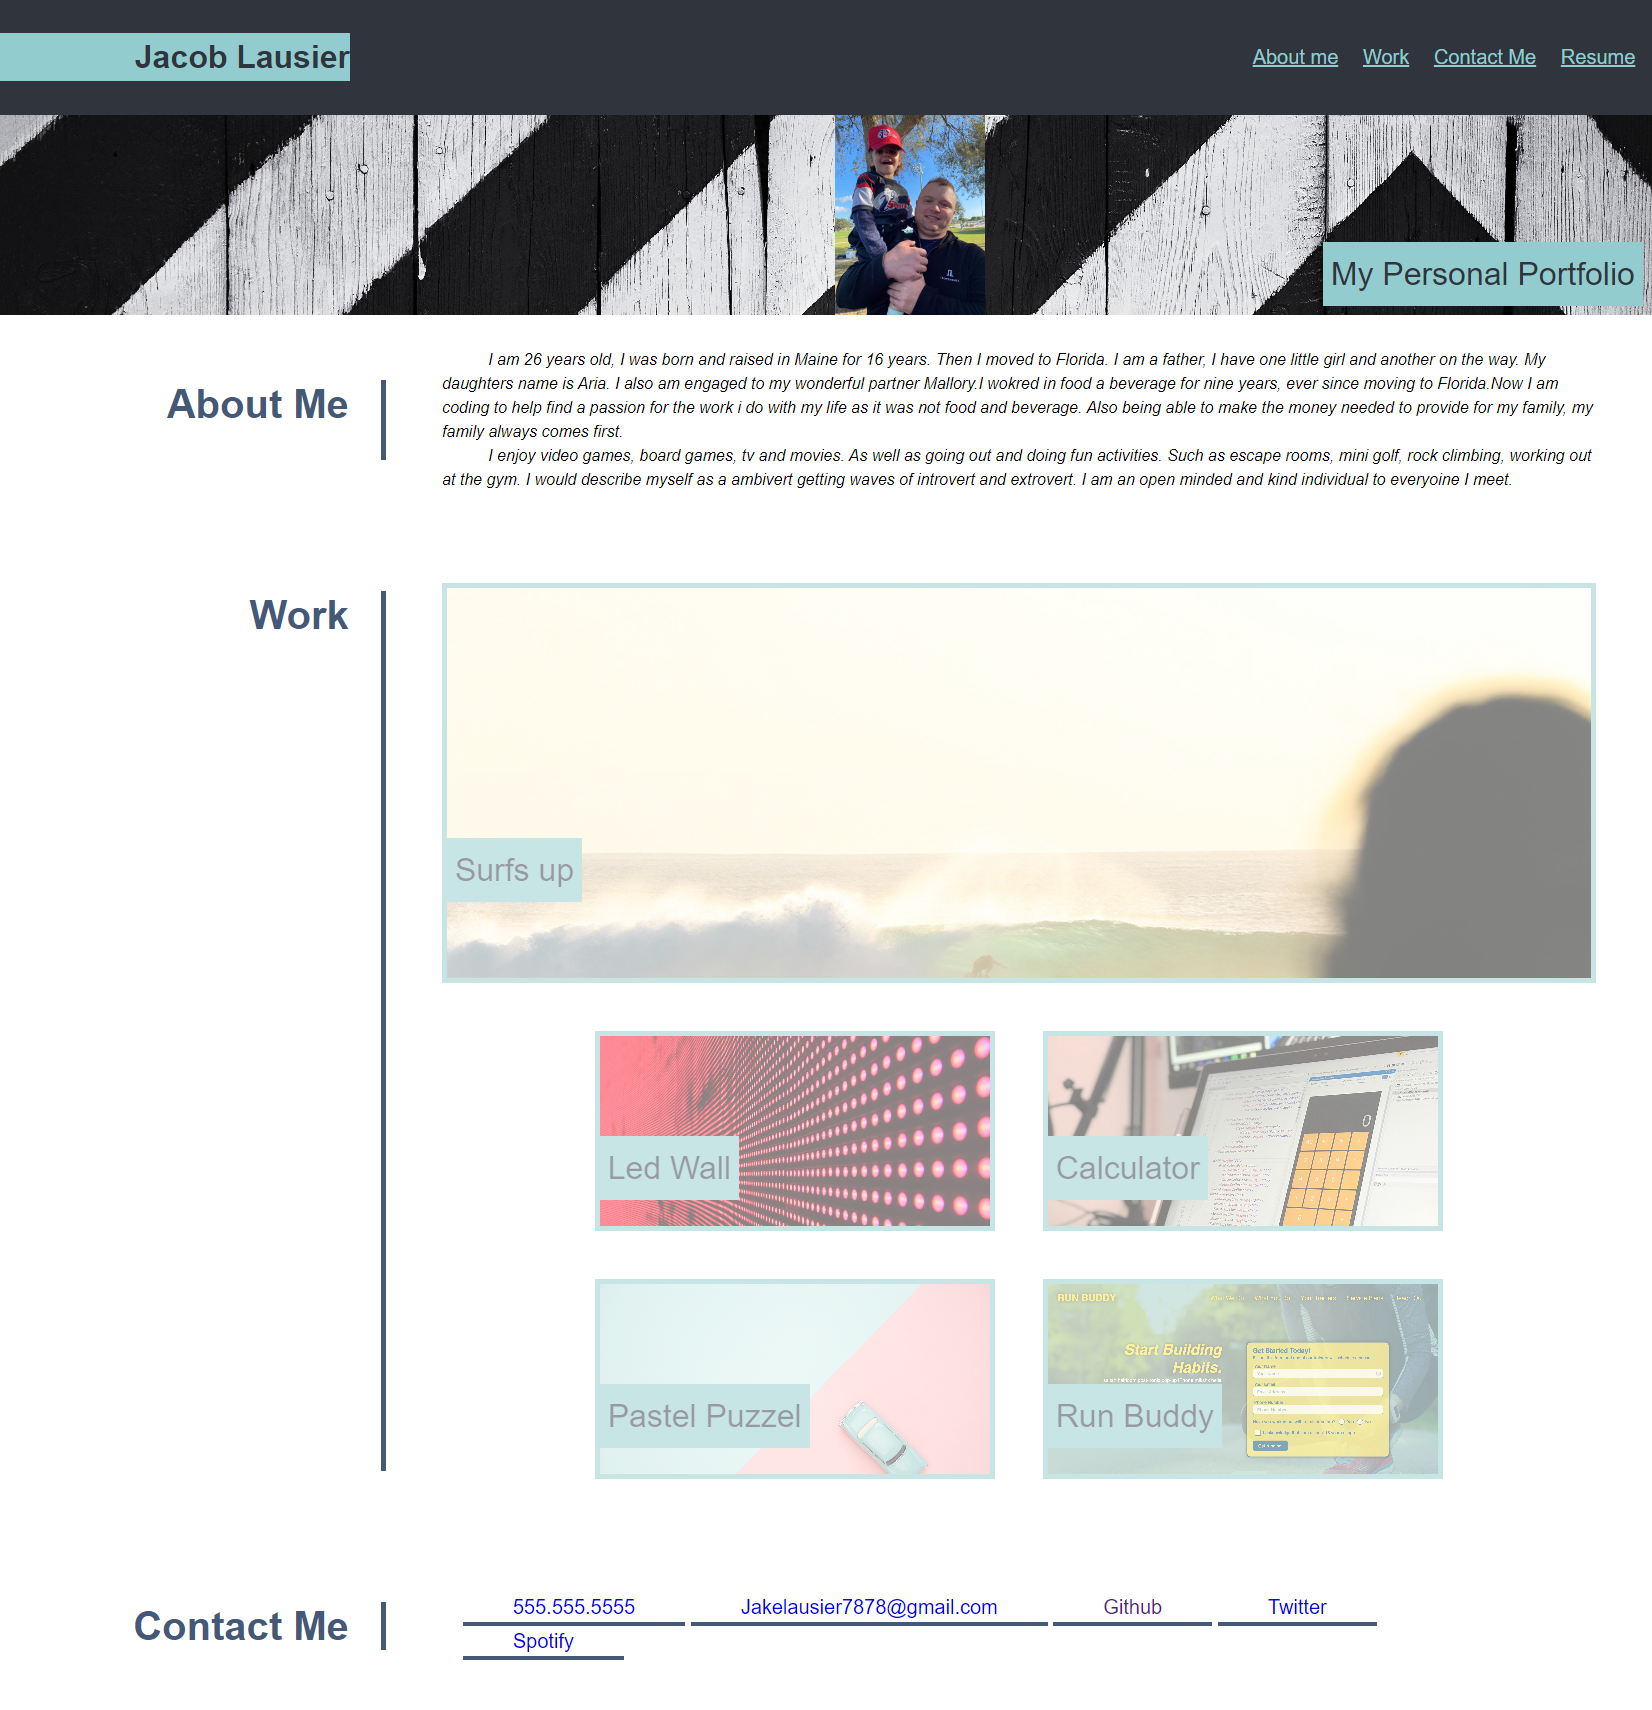 Jacob Lausier
About me Work Contact Me Resume
My Personal Portfolio
About Me
I am 26 years old, I was born and raised in Maine for 16 years. Then I moved to Florida. I am a father, I have one little girl and another on the way. My
daughters name is Aria. I also am engaged to my wonderful partner Mallory.I wokred in food a beverage for nine years, ever since moving to Florida.Now I am
coding to help find a passion for the work i do with my life as it was not food and beverage. Also being able to make the money needed to provide for my family, my
family always comes first.
I enjoy video games, board games, tv and movies. As well as going out and doing fun activities. Such as escape rooms, mini golf, rock climbing, working out
at the gym. I would describe myself as a ambivert getting waves of introvert and extrovert. I am an open minded and kind individual to everyoine I meet.
Work
Surfs up
Led Wall
Calculator
0
Pastel Puzzel
RUN BUDDY
Start Building
Habits.
Get Started Today!
Run Buddy
Contact Me
555.555.5555 Jakelausier7878@gmail.com Github Twitter
Spotify